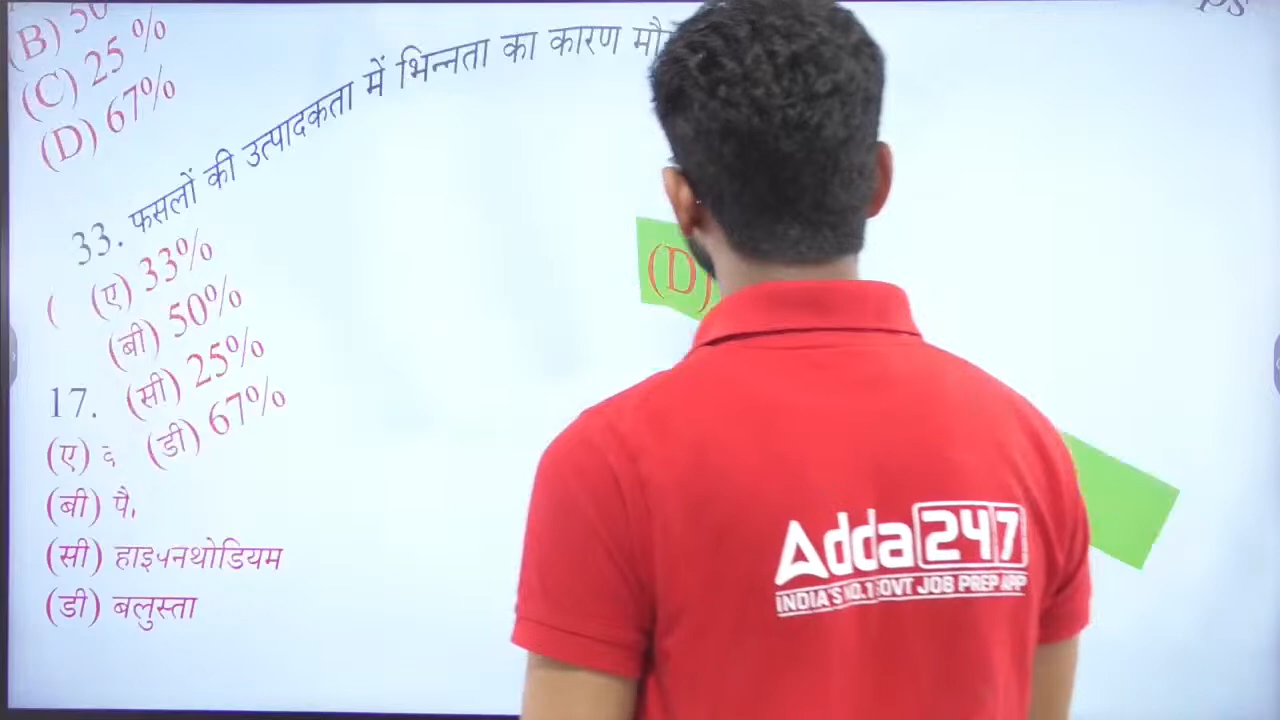 (B) 50
(C) 25 %
(D) 67%
33. फसलों की उत्पादकता में भिन्नता का कारण
(ए) 33%
(बी) 50%
(सी) 25%
(डी) 67%
17.
(ए)
(बी)
(सी) हाइपनथोडियम
(डी) बलुस्ता
(D)
Adda247
INDIA'S NO.1 GOVT JOB PREP APP
ps